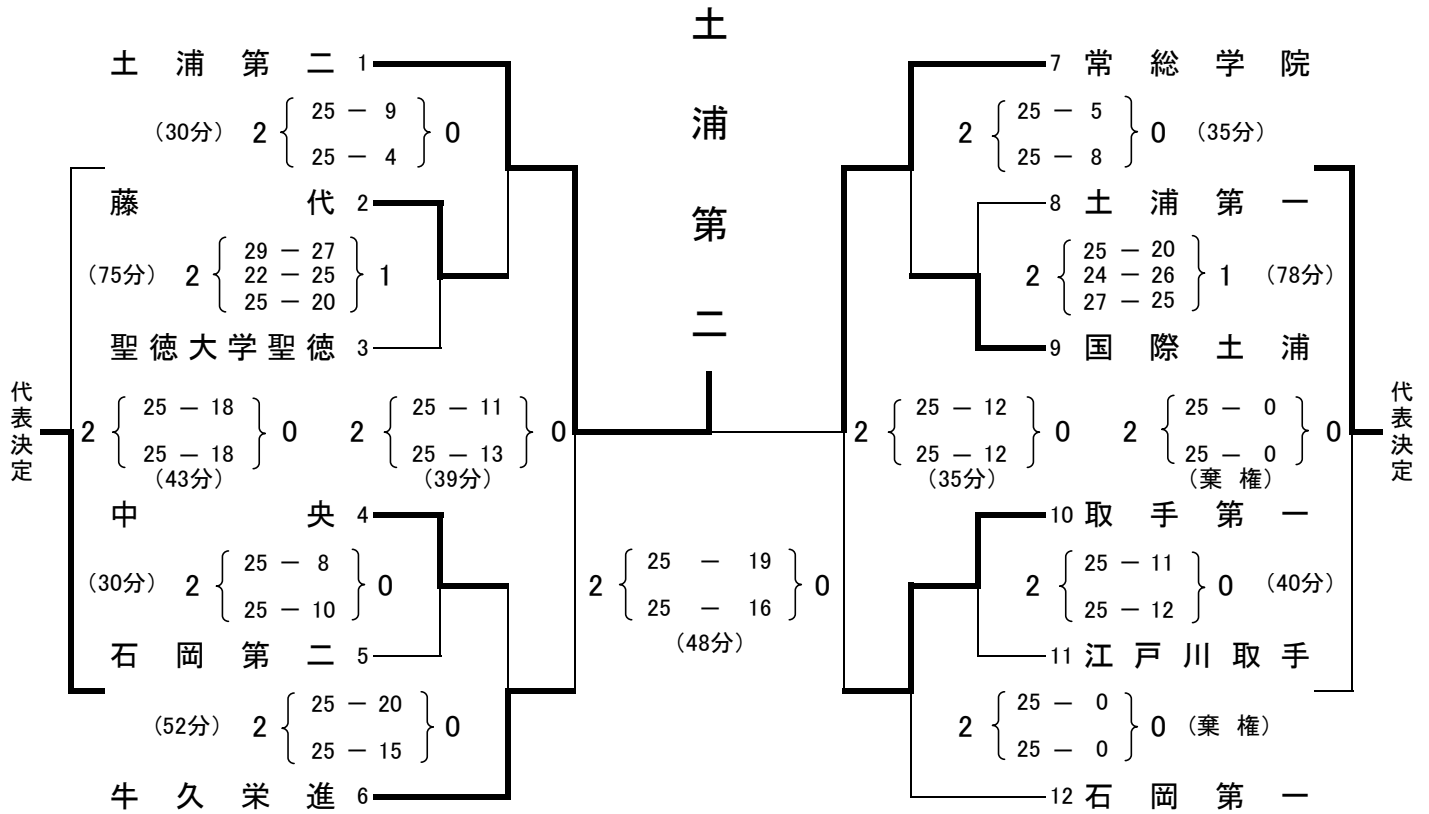 土浦第二
土浦第二 1
（30分） 2 25 － 9 0
25 － 4
藤代 2
（75分） 2 29 － 27 1
22 － 25
25 － 20
聖徳大学聖徳 3
代表決定
2 25 － 18 0
25 － 18
（43分）
2 25 － 11 0
25 － 13
（39分）
中央 4
（30分） 2 25 － 8 0
25 － 10
石岡第二 5
（52分） 2 25 － 20 0
25 － 15
牛久栄進 6
2 25 － 19 0
25 － 16
（48分）
7 常総学院
2 25 － 5 0 （35分）
25 － 8
8 土浦第一
2 25 － 20 1 （78分）
24 － 26
27 － 25
9 国際土浦
2 25 － 12 0
25 － 12
（35分）
2 25 － 0 0
25 － 0
（棄 権）
代表決定
10 取手第一
2 25 － 11 0 （40分）
25 － 12
11 江戸川取手
2 25 － 0 0 （棄 権）
25 － 0
12 石岡第一